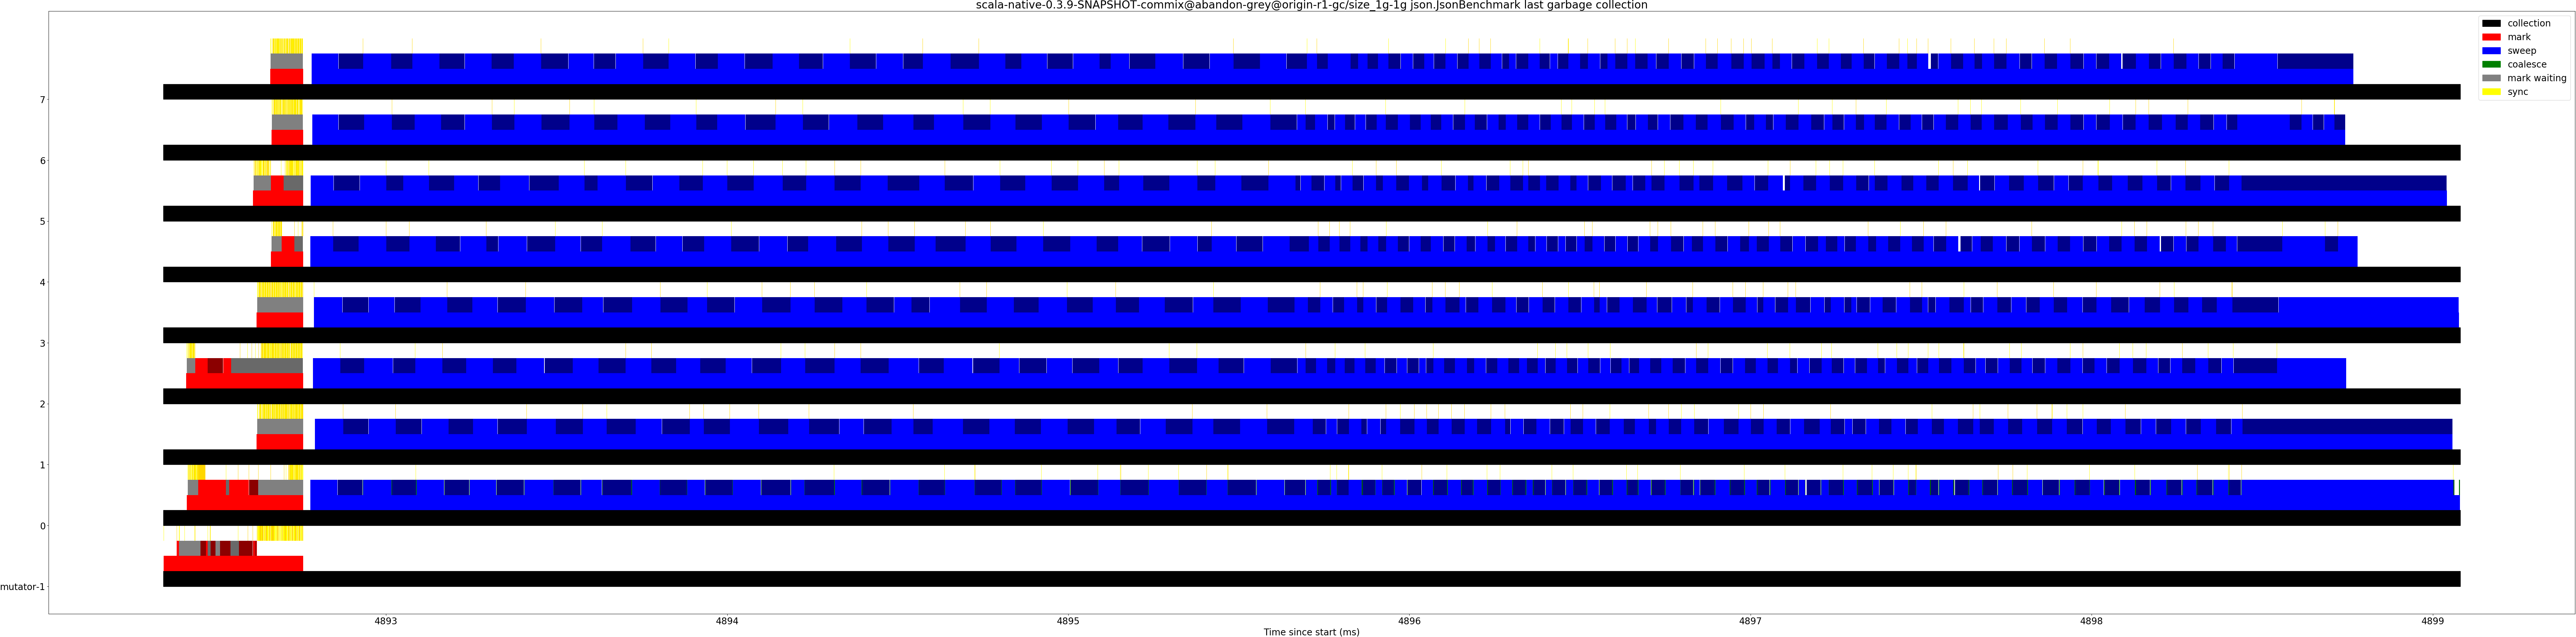 scala-native-0.3.9-SNAPSHOT-commix@abandon-grey@origin-r1-gc/size_1g-1g json.JsonBenchmark last garbage collection
collection
mark
sweep
coalesce
mark waiting
sync
7
6
5
4
3
2
1
0
mutator-1
4893
4894
4895
4896
4897
4898
4899
Time since start (ms)